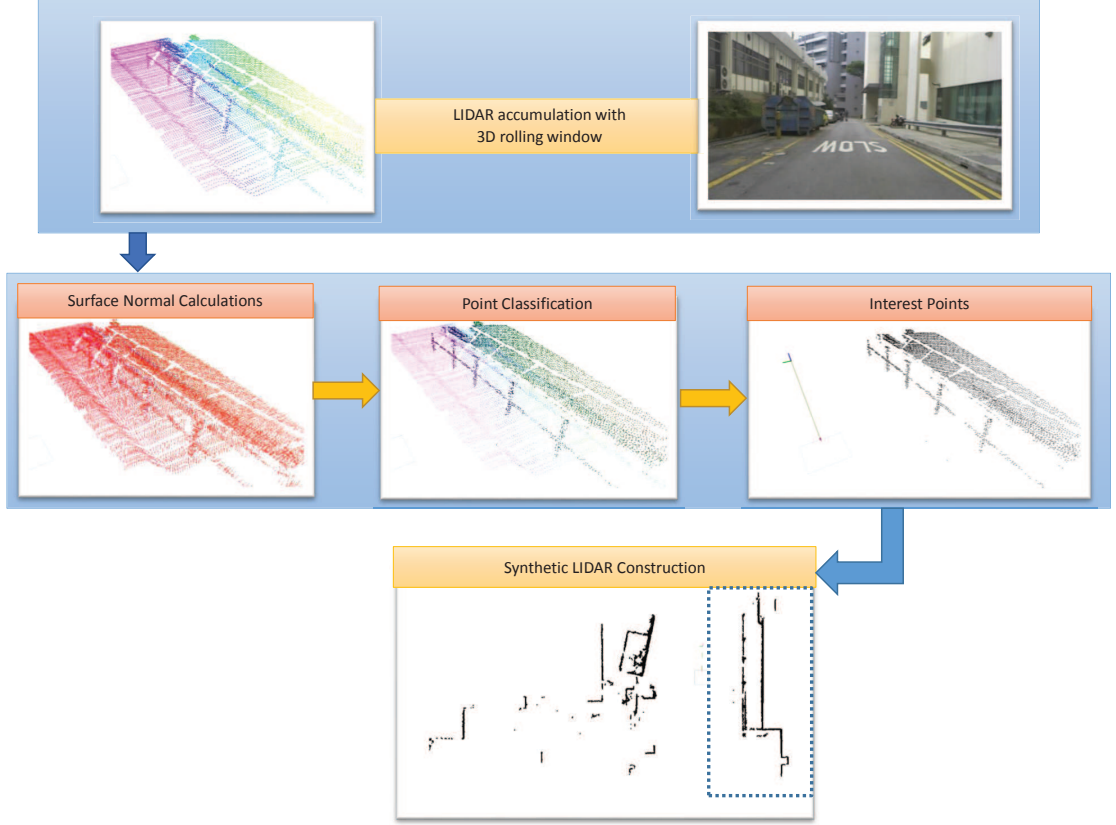 LIDAR accumulation with
3D rolling window
SLOW
Surface Normal Calculations
Point Classification
Interest Points
Synthetic LIDAR Construction